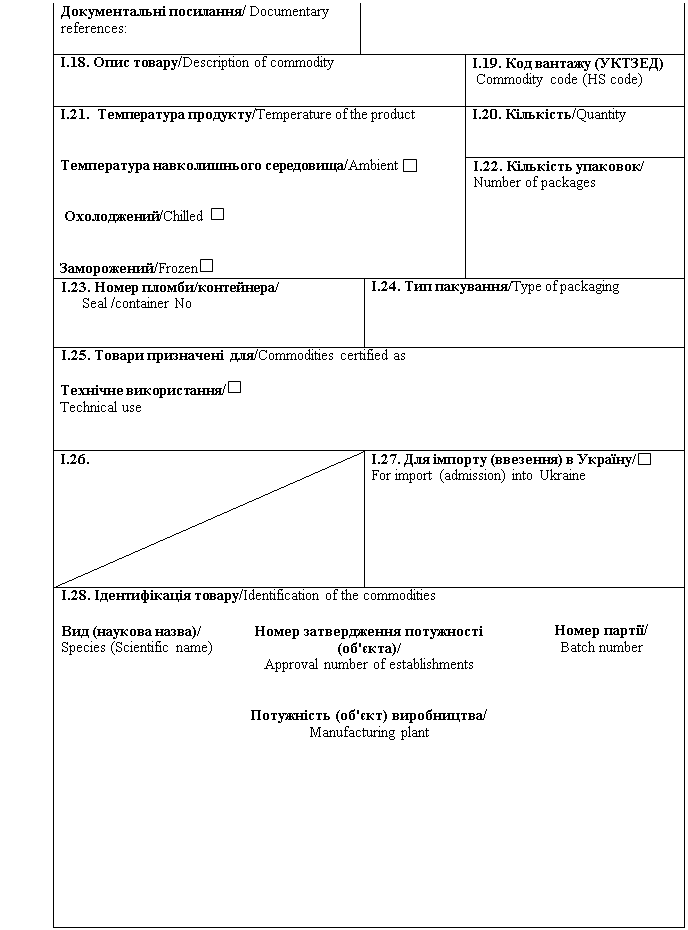 Документальні посилання/ Documentary
references:
I.18. Опис товару/Description of commodity
I.19. Код вантажу (УКТЗЕД)
Commodity code (HS code)
I.21. Температура продукту/Temperature of the product
I.20. Кількість/Quantity
Температура навколишнього середовища/Ambient
I.22. Кількість упаковок/
Number of packages
Охолоджений/Chilled
Заморожений/Frozen
I.23. Номер пломби/контейнера/
Seal /container No
I.24. Тип пакування/Type of packaging
I.25. Товари призначені для/Commodities certified as
Технічне використання/
Technical use
I.26.
I.27. Для імпорту (ввезення) в Україну/
For import (admission) into Ukraine
I.28. Ідентифікація товару/Identification of the commodities
Вид (наукова назва)/
Species (Scientific name)
Номер затвердження потужності
(об'єкта)/
Approval number of establishments
Номер партії/
Batch number
Потужність (об'єкт) виробництва/
Manufacturing plant